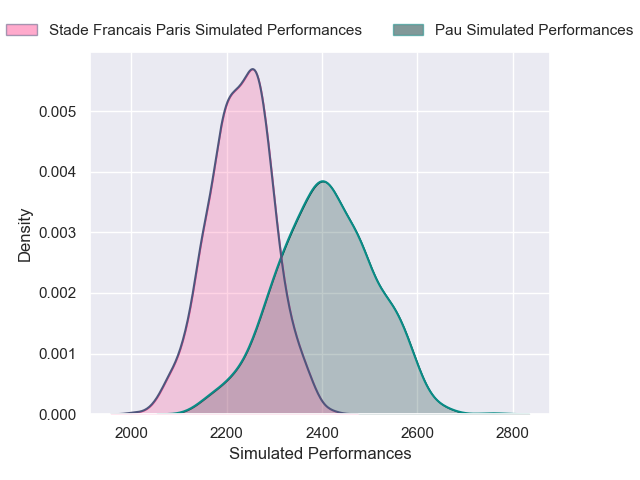 Stade Francais Paris Simulated Performances Pau Simulated Performances
0.005
0.004
0.003
0.002
0.001
0.000
Density
2000 2200 2400 2600 2800
Simulated Performances